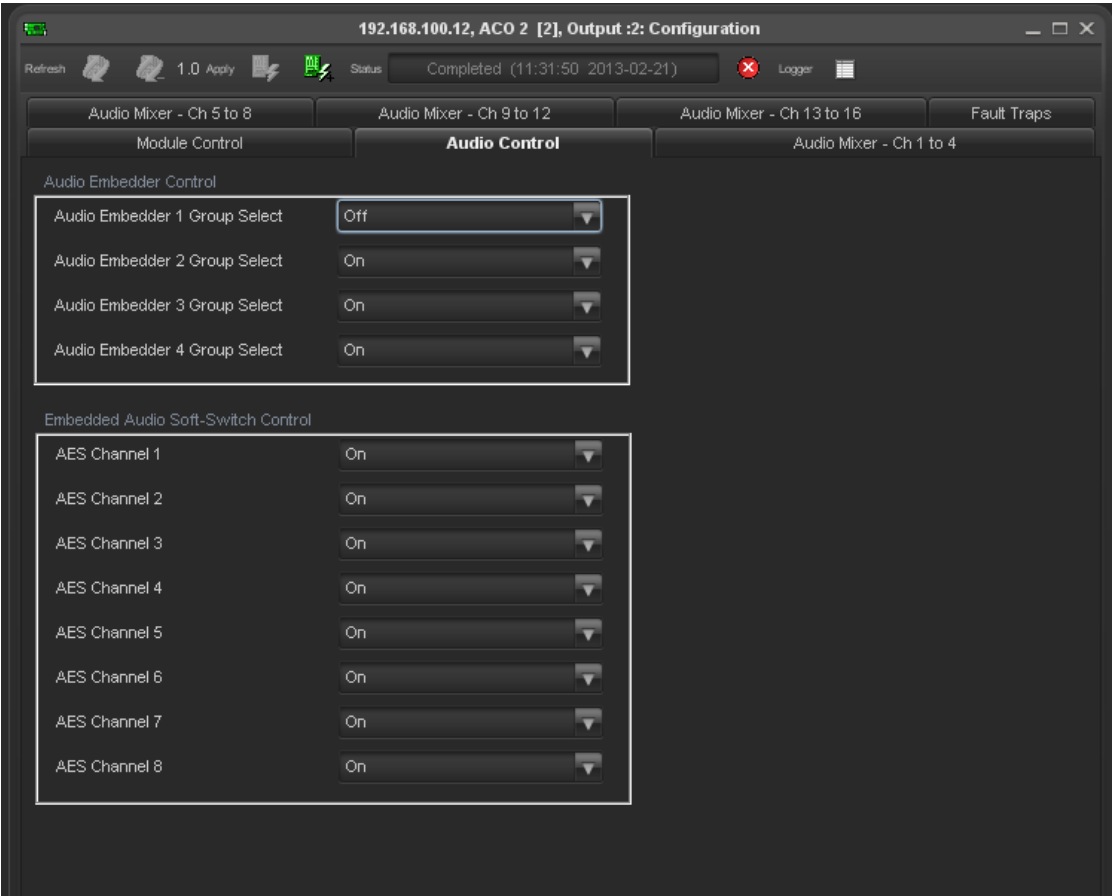 192.168.100.12, ACO 2 [2], Output :2: Configuration
Refresh 1.0 Apply Status Completed (11:31:50 2013-02-21) Logger
Audio Mixer - Ch 5 to 8 Audio Mixer - Ch 9 to 12 Audio Mixer - Ch 13 to 16 Fault Traps
Module Control Audio Control Audio Mixer - Ch 1 to 4
Audio Embedder Control
Audio Embedder 1 Group Select Off
Audio Embedder 2 Group Select On
Audio Embedder 3 Group Select On
Audio Embedder 4 Group Select On
Embedded Audio Soft-Switch Control
AES Channel 1 On
AES Channel 2 On
AES Channel 3 On
AES Channel 4 On
AES Channel 5 On
AES Channel 6 On
AES Channel 7 On
AES Channel 8 On